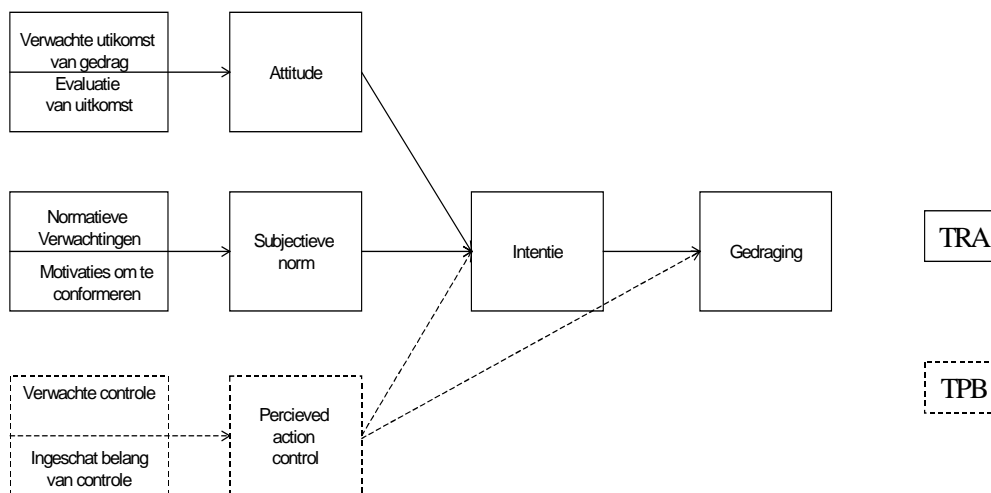 Verwachte utikomst
van gedrag
Evaluatie
van uitkomst
Attitude
Normatieve
Verwachtingen
Motivaties om te
conformeren
Subjectieve
norm
Intentie
Gedraging
TRA
Verwachte controle
Ingeschat belang
van controle
Percieved
action
control
TPB